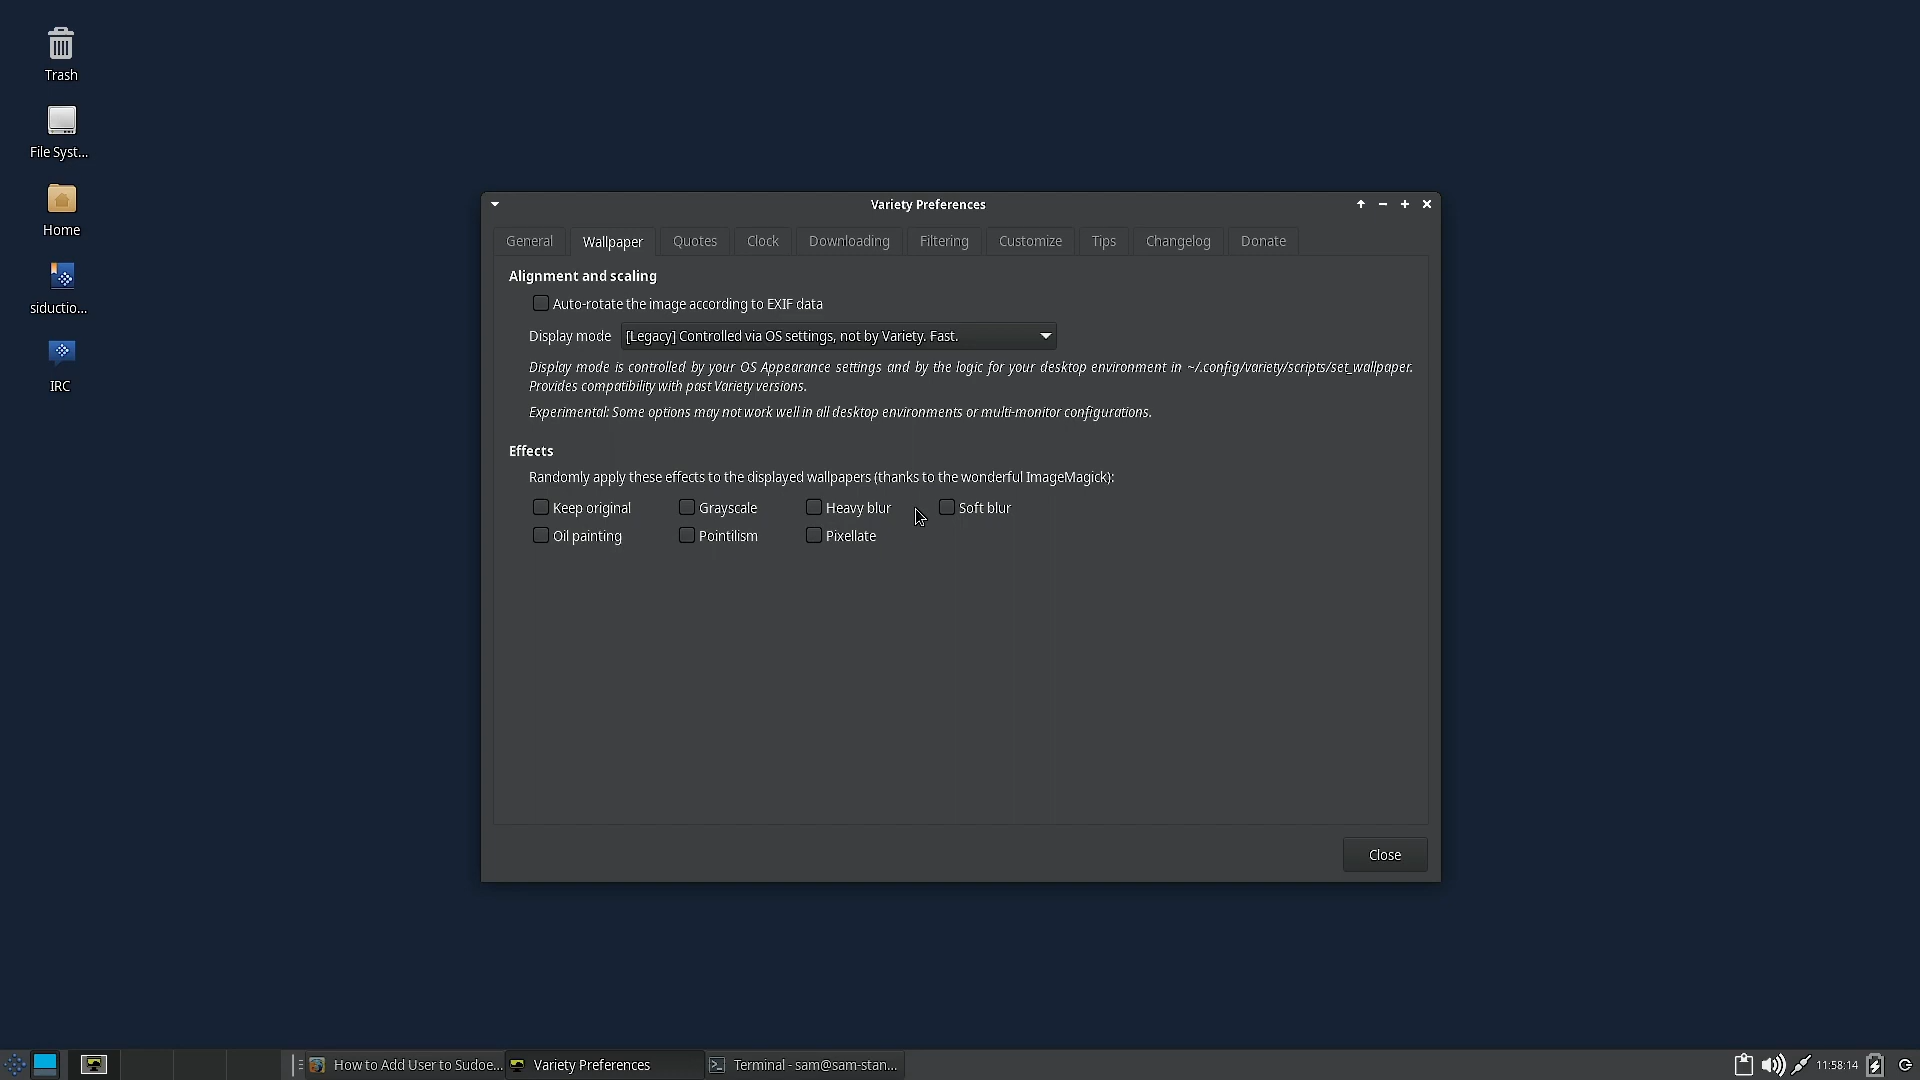 Trash
File Syst...
Home
siductio...
IRC
Variety Preferences
General Wallpaper Quotes Clock Downloading Filtering Customize Tips Changelog Donate
Alignment and scaling
Auto-rotate the image according to EXIF data
Display mode [Legacy] Controlled via OS settings, not by Variety. Fast.
Display mode is controlled by your OS Appearance settings and by the logic for your desktop environment in ~/.config/variety/scripts/set_wallpaper.
Provides compatibility with past Variety versions.
Experimental: Some options may not work well in all desktop environments or multi-monitor configurations.
Effects
Randomly apply these effects to the displayed wallpapers (thanks to the wonderful ImageMagick):
Keep original Grayscale Heavy blur Soft blur
Oil painting Pointilism Pixellate
Close
How to Add User to Sudoe... Variety Preferences Terminal - sam@sam-stan... 11:58:14